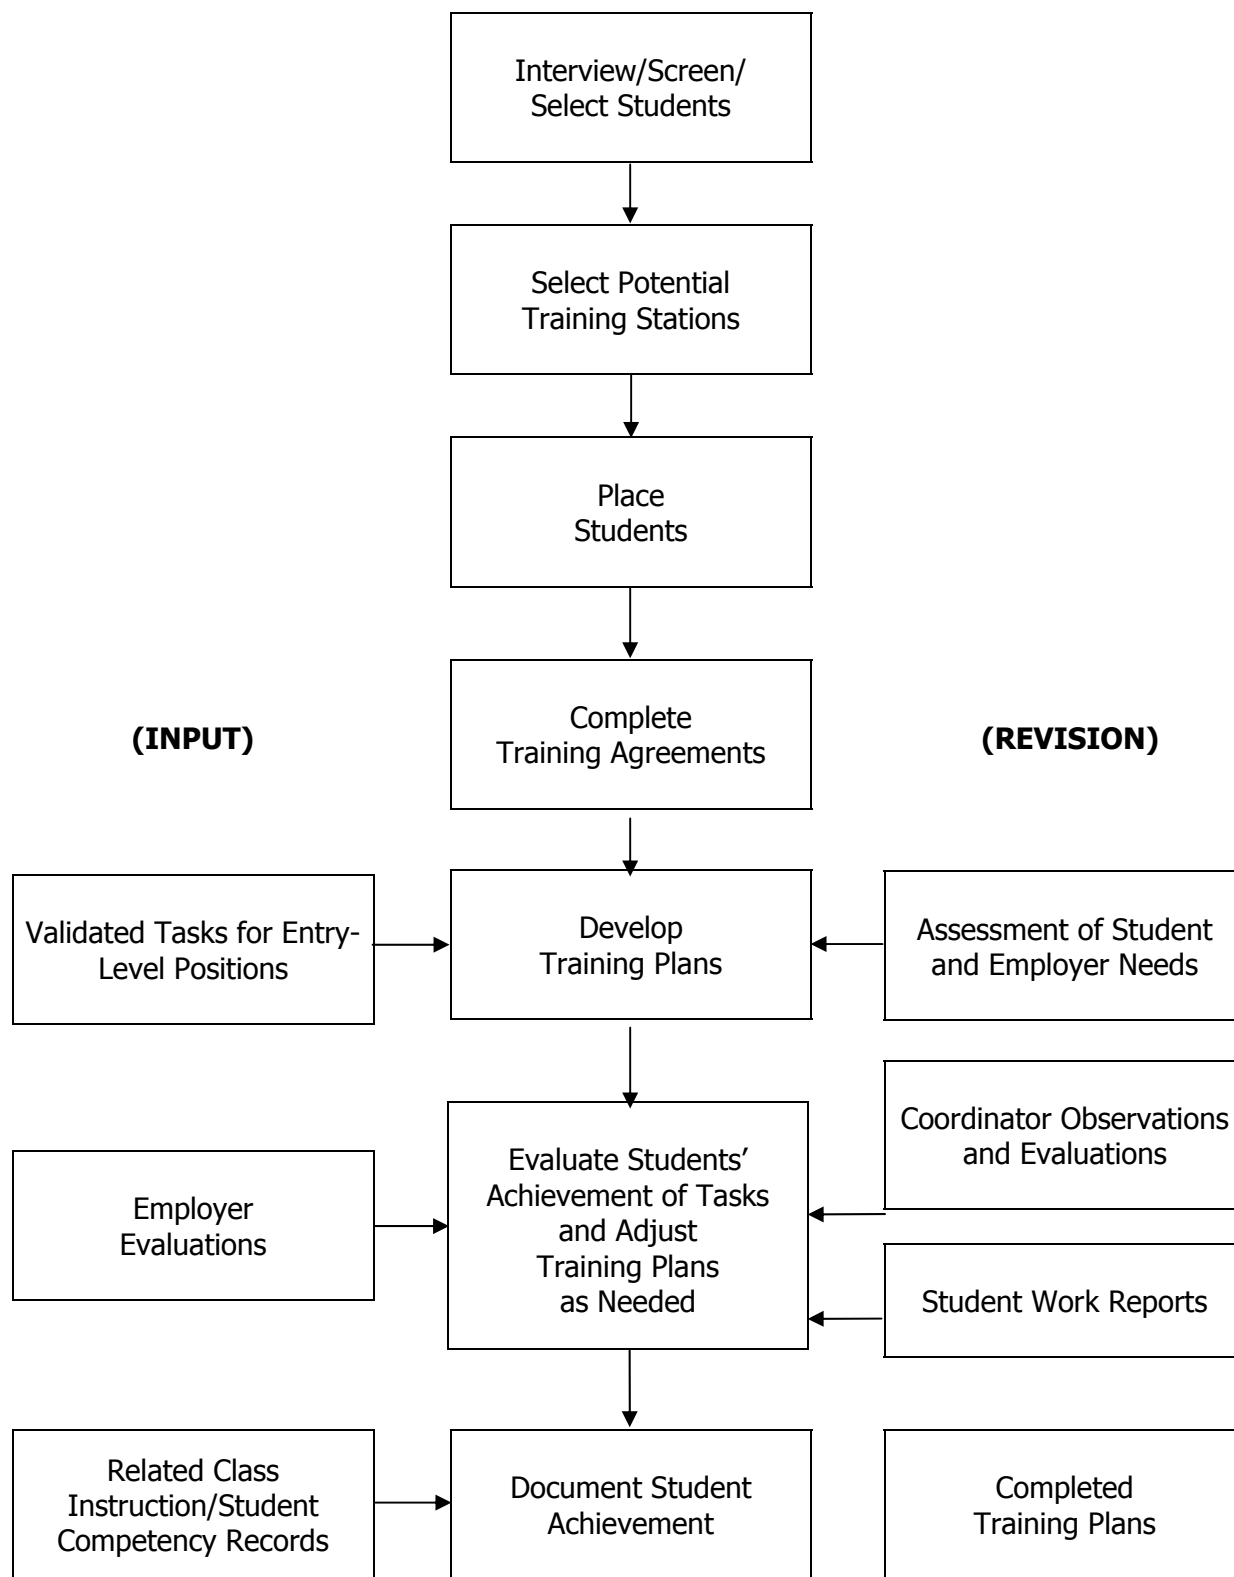 Interview/Screen/
Select Students
Select Potential
Training Stations
Place
Students
Complete
Training Agreements
(INPUT)
(REVISION)
Validated Tasks for Entry-
Level Positions
Develop
Training Plans
Assessment of Student
and Employer Needs
Employer
Evaluations
Evaluate Students’
Achievement of Tasks
and Adjust
Training Plans
as Needed
Coordinator Observations
and Evaluations
Student Work Reports
Related Class
Instruction/Student
Competency Records
Document Student
Achievement
Completed
Training Plans